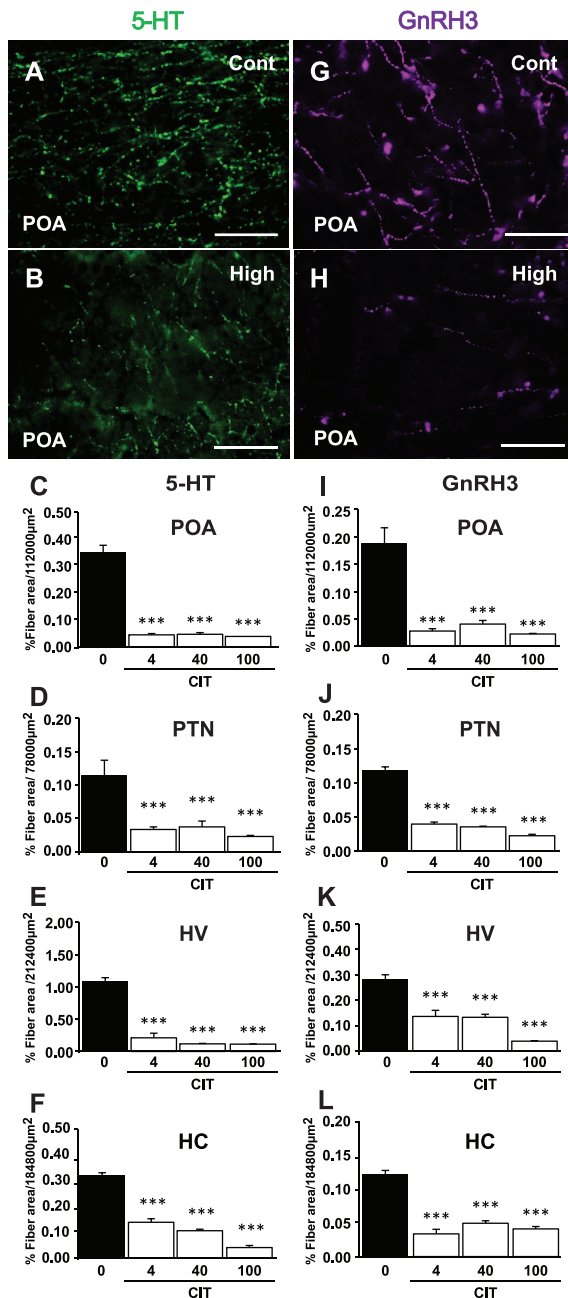 5-HT
GnRH3
A
Cont
POA
G
Cont
POA
B
High
POA
H
High
POA
C
5-HT
POA
%Fiber area/112000µm2
0.50
0.40
0.30
0.20
0.10
0.00
***
***
***
0
4
40
100
CIT
I
GnRH3
POA
% Fiber area/112000um2
0.25
0.20
0.15
0.10
0.05
0.00
***
***
***
0
4
40
100
CIT
D
PTN
% Fiber area/ 78000µm2
0.20
0.15
0.10
0.05
0.00
***
***
***
0
4
40
100
CIT
J
PTN
% Fiber area/ 78000µm2
0.20
0.15
0.10
0.05
0.00
***
***
***
0
4
40
100
CIT
E
HV
% Fiber area /212400µm2
2.00
1.50
1.00
0.50
0.00
***
***
***
0
4
40
100
CIT
K
HV
% Fiber area /212400µm2
0.50
0.30
0.20
0.10
0.00
***
***
***
0
4
40
100
CIT
F
HC
% Fiber area/184800µm2
0.50
0.30
0.20
0.10
0.00
***
***
***
0
4
40
100
CIT
L
HC
% Fiber area/184800µm2
0.20
0.15
0.10
0.05
0.00
***
***
***
0
4
40
100
CIT